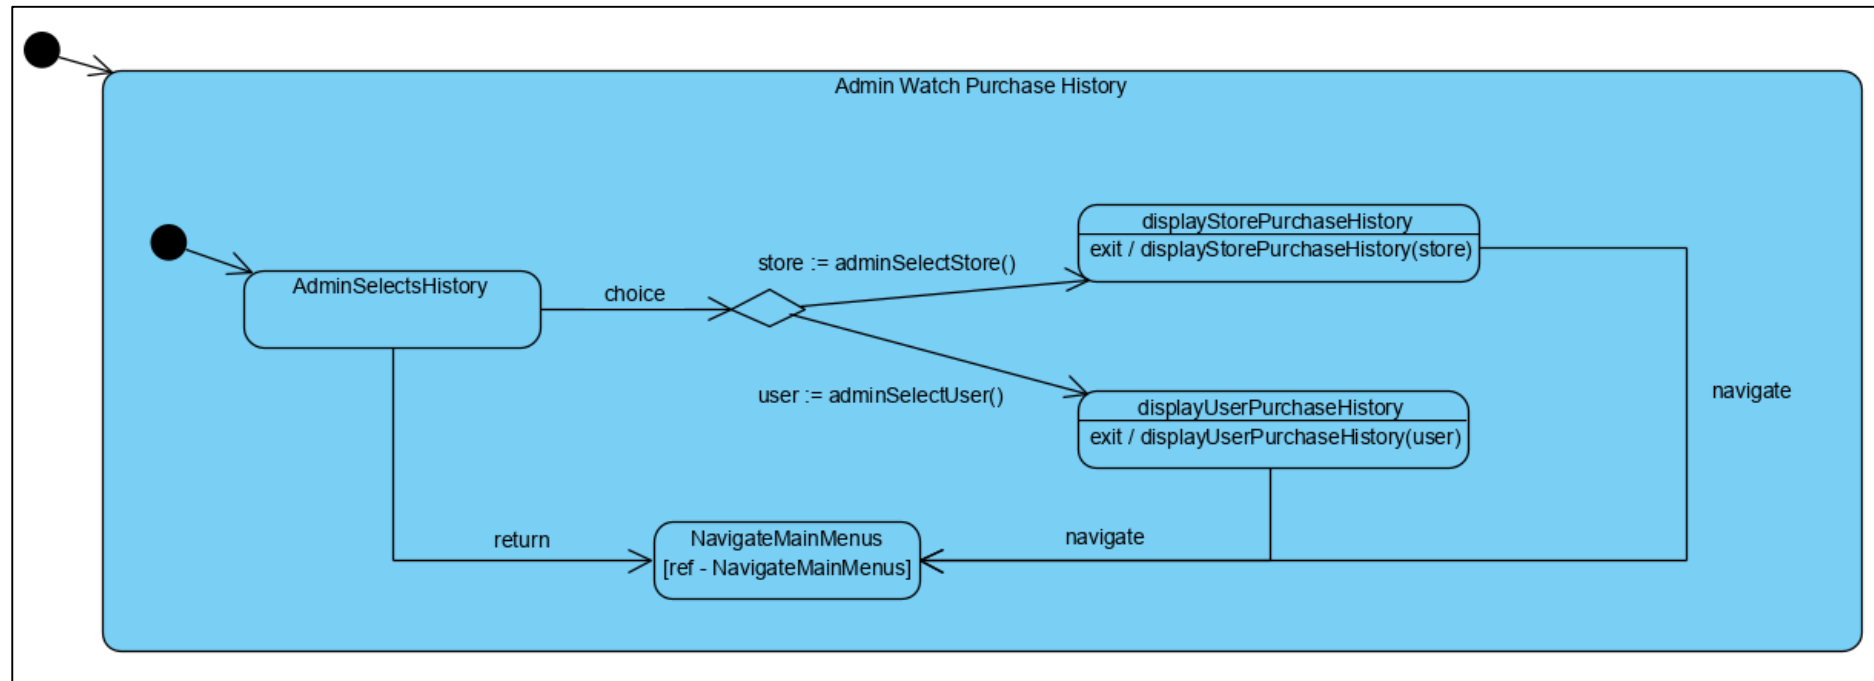 Admin Watch Purchase History
displayStorePurchaseHistory
exit / displayStorePurchaseHistory(store)
store := adminSelectStore()
AdminSelectsHistory
choice
user := adminSelectUser()
displayUserPurchaseHistory
exit / displayUserPurchaseHistory(user)
navigate
return
NavigateMainMenus
[ref - NavigateMainMenus]
navigate